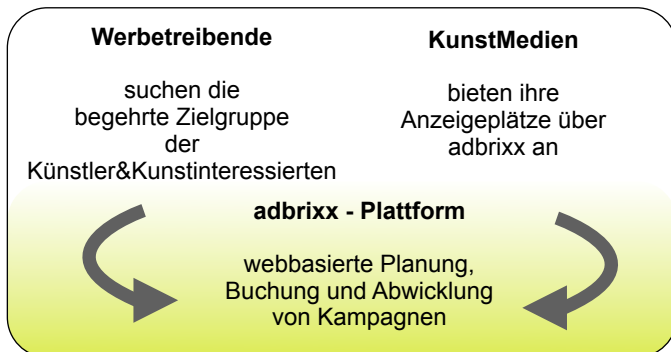 Werbetreibende
suchen die
begehrte Zielgruppe
der
Künstler&Kunstinteressierten
KunstMedien
bieten ihre
Anzeigeplätze über
adbrixx an
adbrixx - Plattform
webbasierte Planung,
Buchung und Abwicklung
von Kampagnen